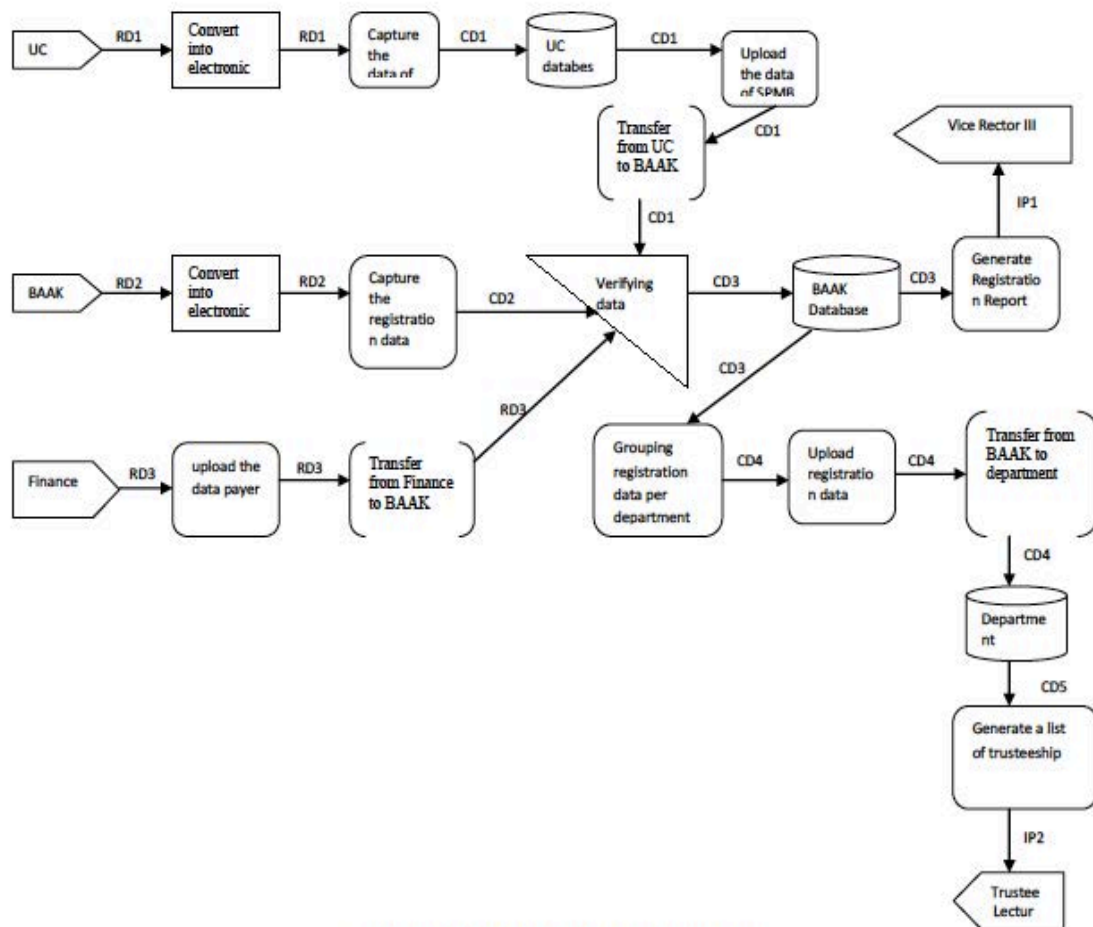 UC
RD1
Convert
into
electronic
RD1
Capture
the
data of
CD1
UC
databes
CD1
Upload
the data
of SPMB
CD1
Transfer
from UC
to BAAK
CD1
Vice Rector III
IP1
BAAK
RD2
Convert
into
electronic
RD2
Capture
the
registratio
n data
CD2
Verifying
data
CD3
BAAK
Database
CD3
Generate
Registratio
n Report
CD3
RD3
Finance
RD3
upload the
data payer
RD3
Transfer
from Finance
to BAAK
Grouping
registration
data per
department
CD4
Upload
registratio
n data
CD4
Transfer from
BAAK to
department
CD4
Departme
nt
CD5
Generate a list
of trusteeship
IP2
Trustee
Lectur